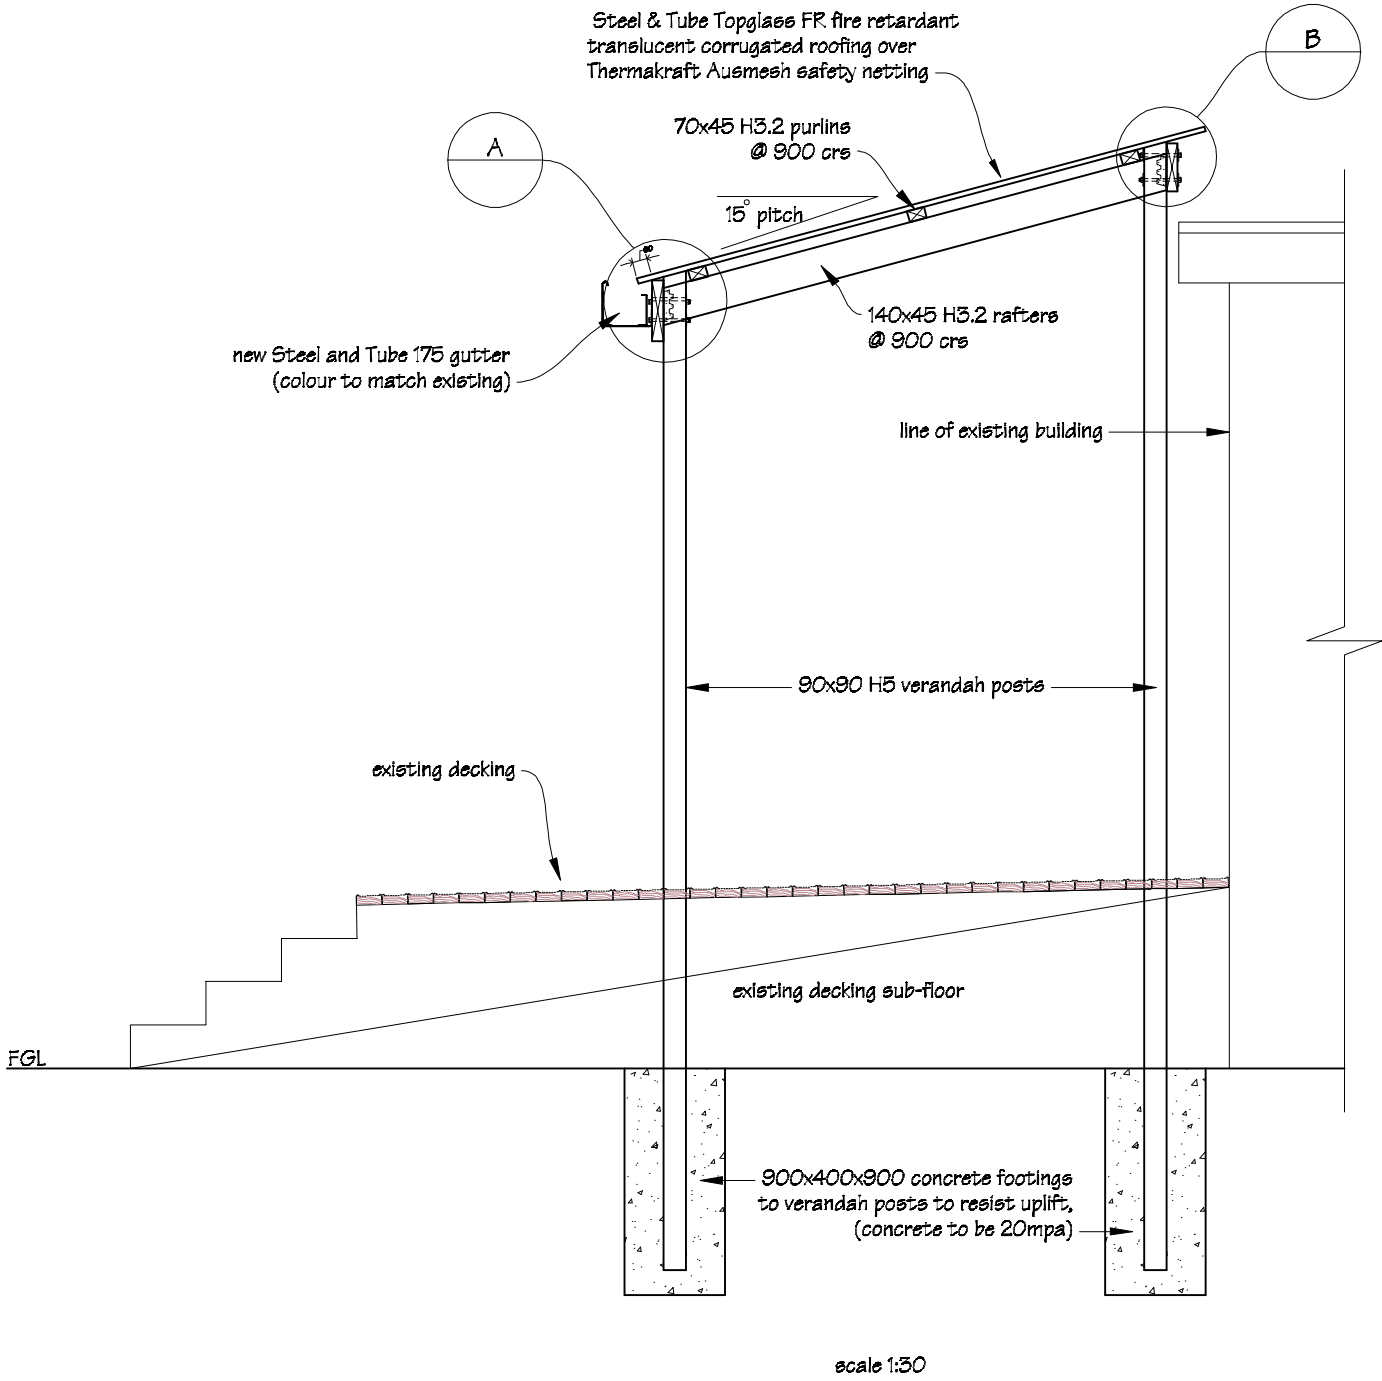 Steel & Tube Topglass FR fire retardant
translucent corrugated roofing over
Thermakraft Ausmesh safety netting
B
A
70x45 H3.2 purlins
@ 900 crs
15° pitch
140x45 H3.2 rafters
@ 900 crs
new Steel and Tube 175 gutter
(colour to match existing)
line of existing building
90x90 H5 verandah posts
existing decking
existing decking sub-floor
FGL
900x400x900 concrete footings
to verandah posts to resist uplift,
(concrete to be 20mpa)
scale 1:30